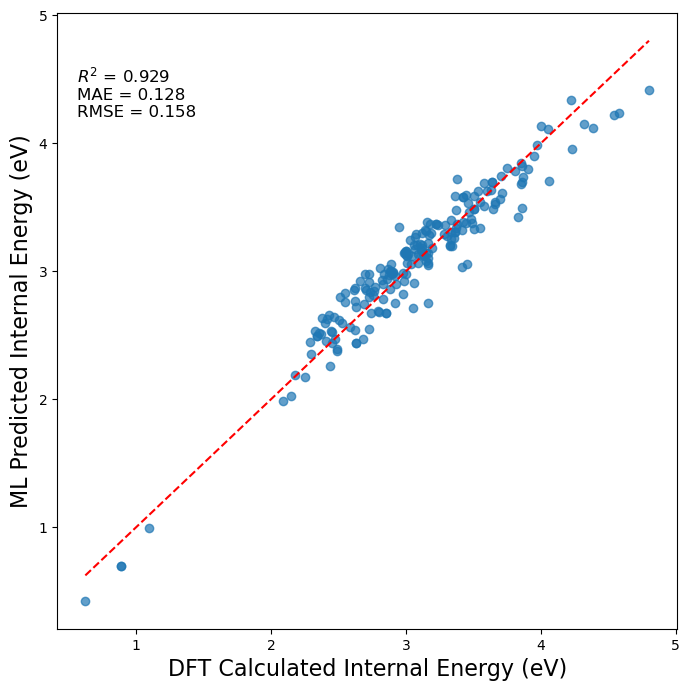 5
R² = 0.929
MAE = 0.128
RMSE = 0.158
4
3
2
1
ML Predicted Internal Energy (eV)
1 2 3 4 5
DFT Calculated Internal Energy (eV)